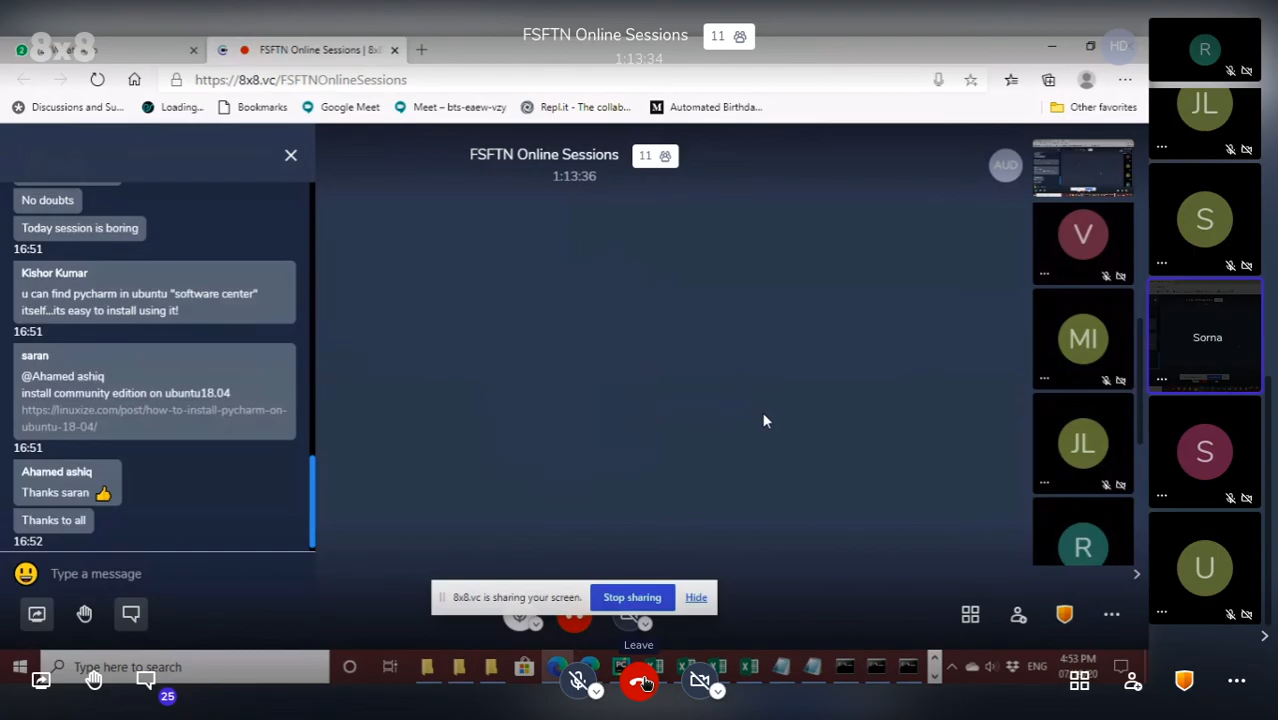 8x8
FSFTN Online Sessions 11
1:13:34
HD
2
FSFTN Online Sessions | 8x8
https://8x8.vc/FSFTNOnlineSessions
Discussions and Su...
Loading...
Bookmarks
Google Meet
Meet – bts-eaew-vzy
Repl.it - The collab...
Automated Birthda...
Other favorites
FSFTN Online Sessions 11
1:13:36
AUD
No doubts
Today session is boring
16:51
Kishor Kumar
u can find pycharm in ubuntu "software center"
itself...its easy to install using it!
16:51
saran
@Ahamed ashiq
install community edition on ubuntu18.04
https://linuxize.com/post/how-to-install-pycharm-on-
ubuntu-18-04/
16:51
Ahamed ashiq
Thanks saran
Thanks to all
16:52
Type a message
V
MI
JL
R
R
JL
S
Sorna
S
U
8x8.vc is sharing your screen.
Stop sharing
Hide
Leave
Type here to search
ENG
4:53 PM
25